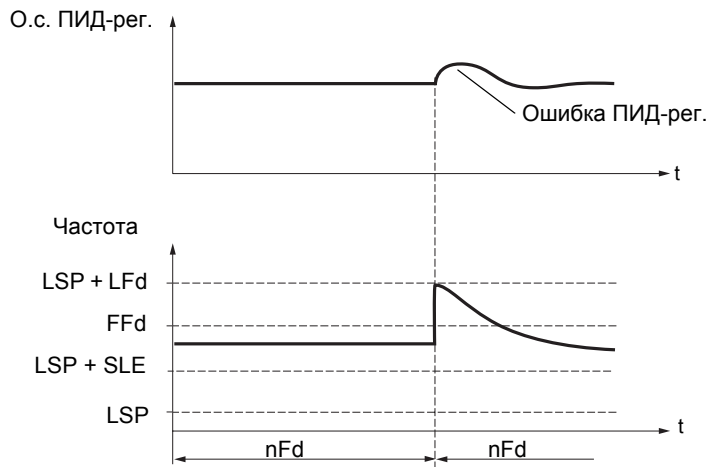 О.с. ПИД-рег.
Ошибка ПИД-рег.
t
Частота
LSP + LFd
FFd
LSP + SLE
LSP
t
nFd
nFd